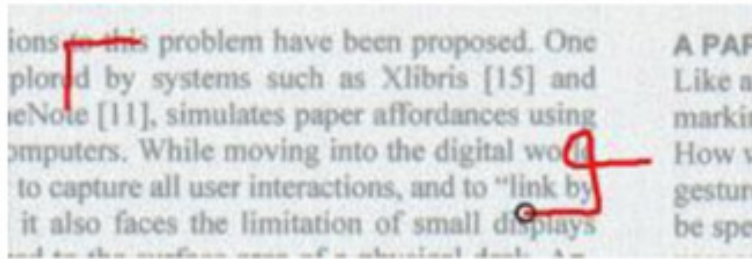 ions to this problem have been proposed. One
plored by systems such as Xlibris [15] and
eNote [11], simulates paper affordances using
omputers. While moving into the digital world
to capture all user interactions, and to “link by
it also faces the limitation of small displays
A PAP
Like a
markin
How v
gestur
be spe